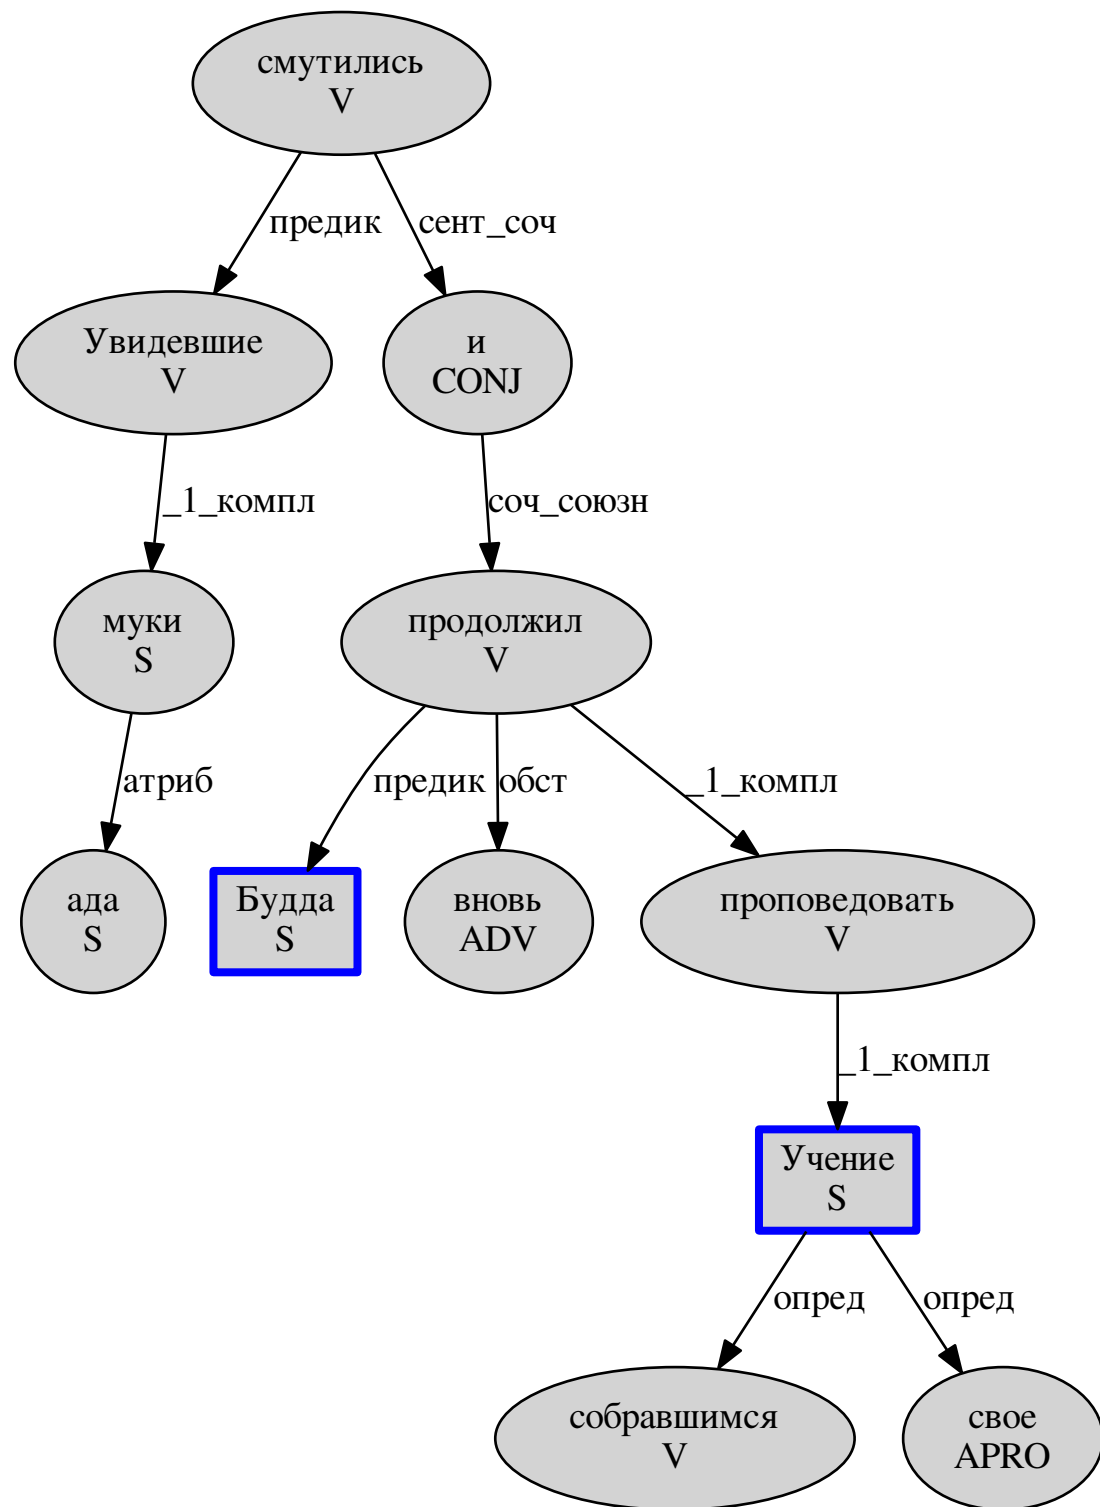 смутились
V
предик
сент_соч
Увидевшие
V
и
CONJ
_1_компл
соч_союзн
муки
S
продолжил
V
атриб
предик
обст
_1_компл
ада
S
Будда
S
вновь
ADV
проповедовать
V
_1_компл
Учение
S
опред
опред
собравшимся
V
свое
APRO